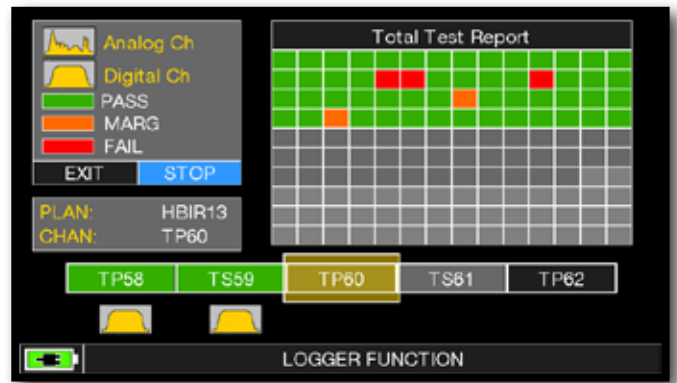 Analog Ch
Digital Ch
PASS
MARG
FAIL
EXIT STOP
PLAN: HBIR13
CHAN: TP60
Total Test Report
TP58 TS59 TP60 TS61 TP62
LOGGER FUNCTION